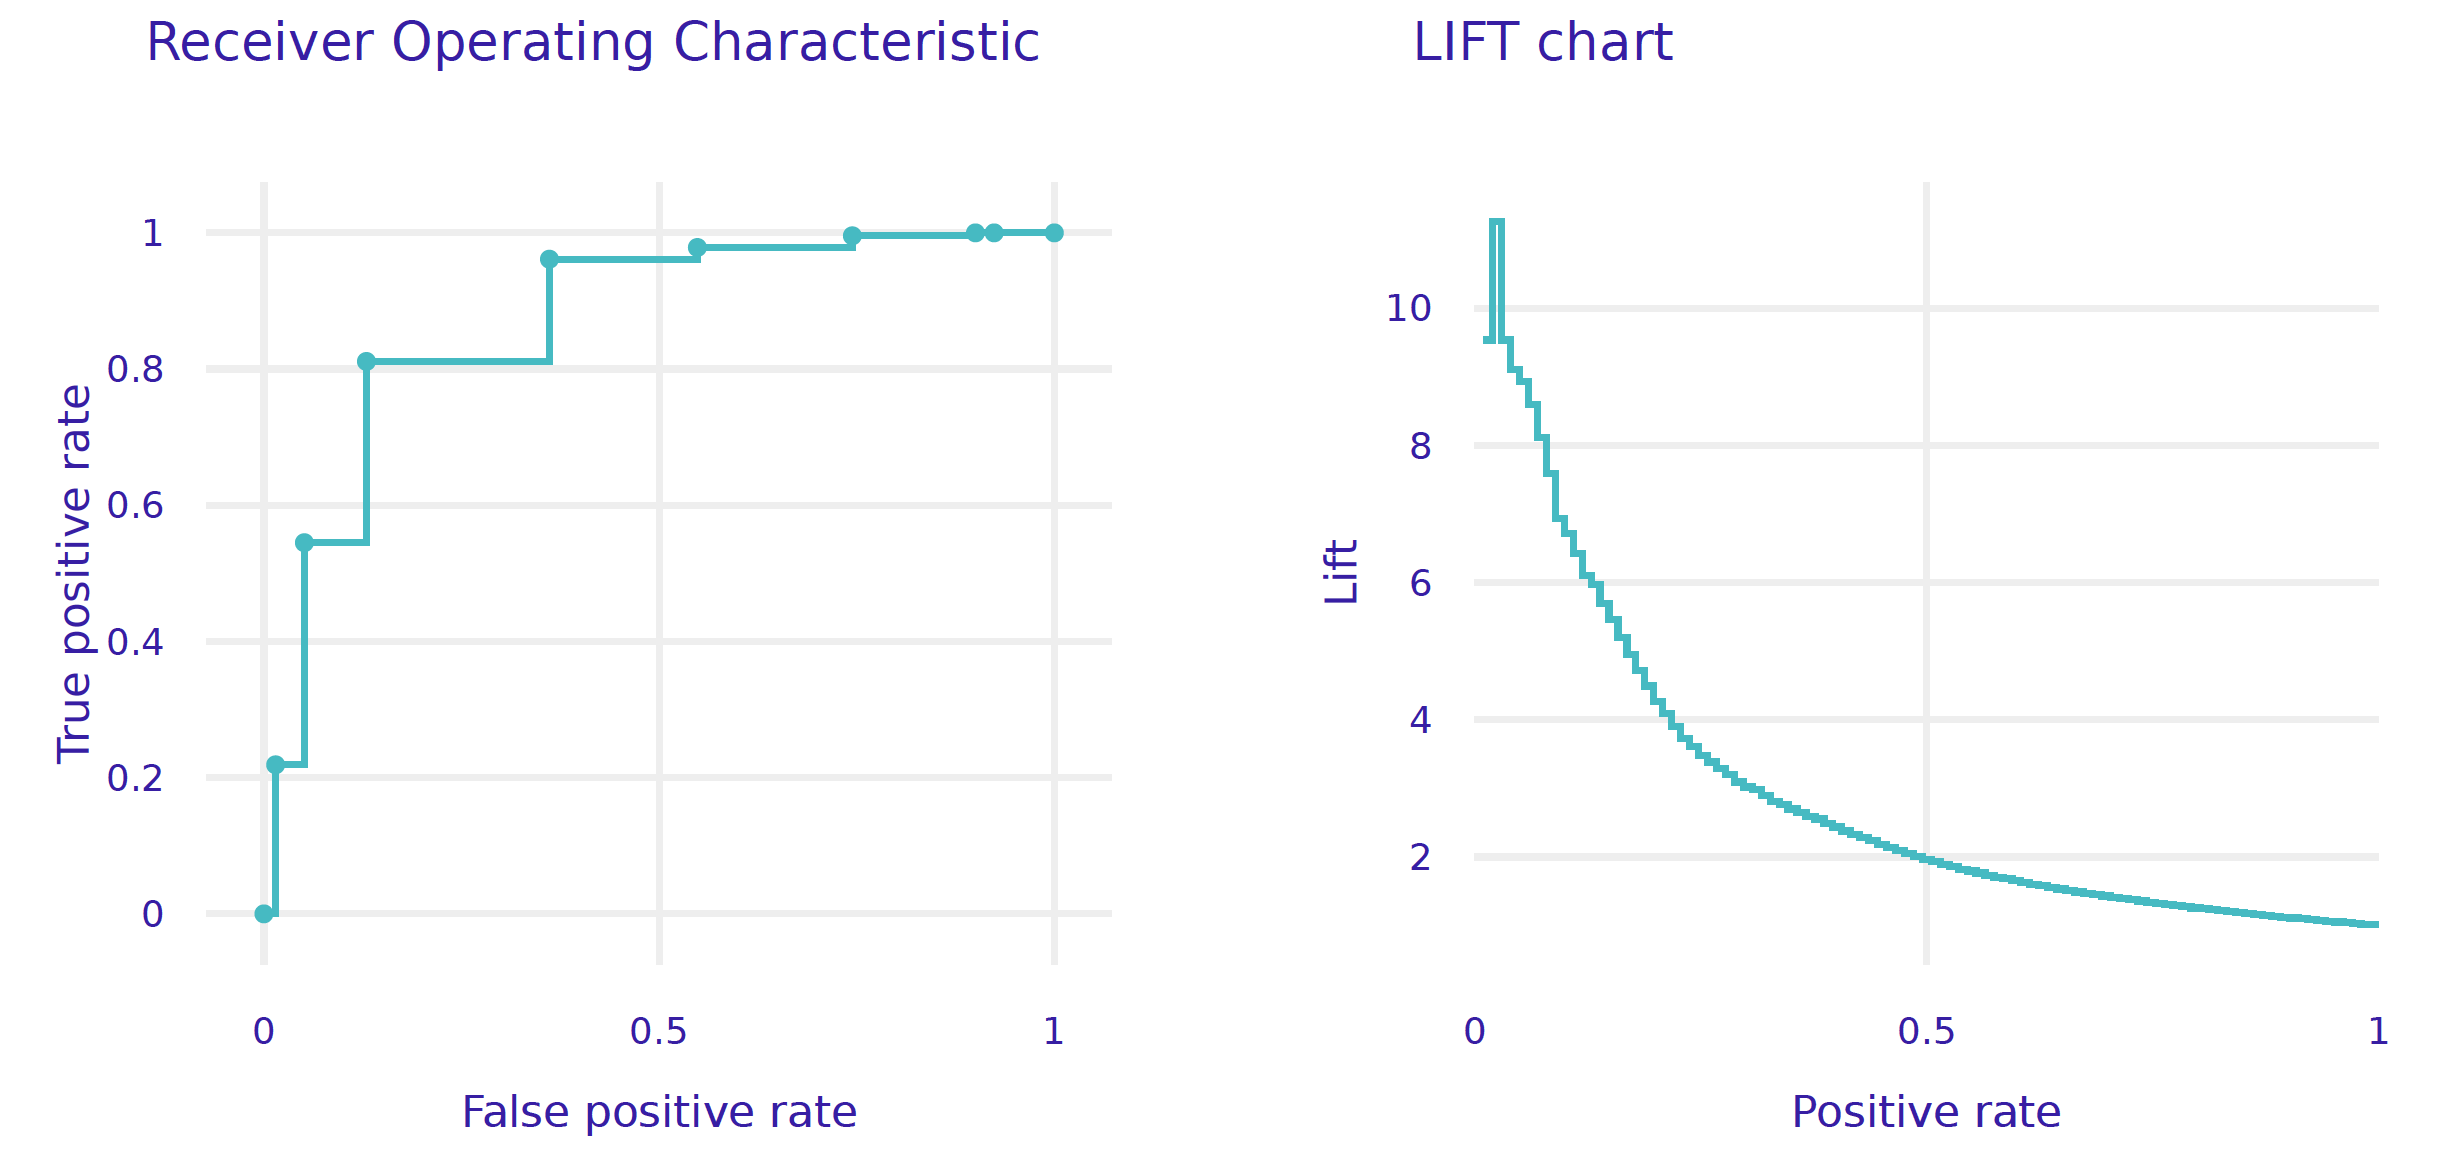 Receiver Operating Characteristic
True positive rate
1
0.8
0.6
0.4
0.2
0
0
0.5
1
False positive rate
LIFT chart
Lift
10
8
6
4
2
0
0.5
1
Positive rate